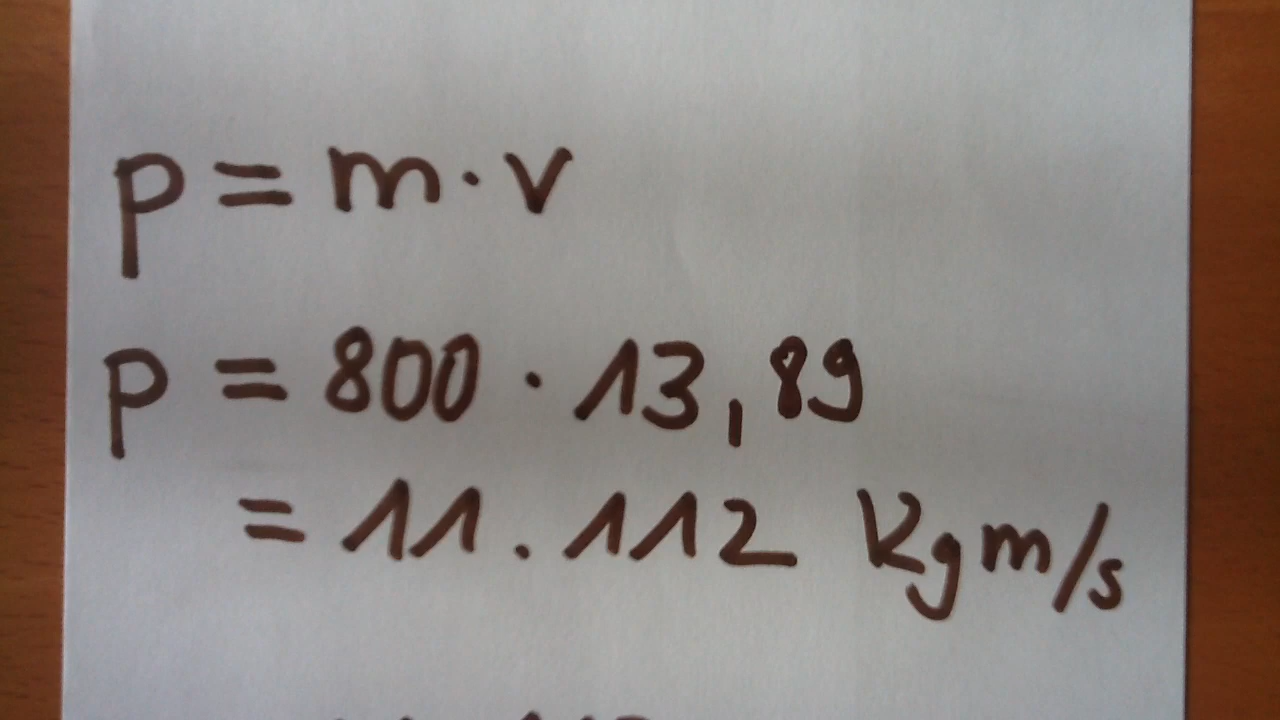 p = m · v
p = 800 · 13,89
= 11.112 Kgm/s